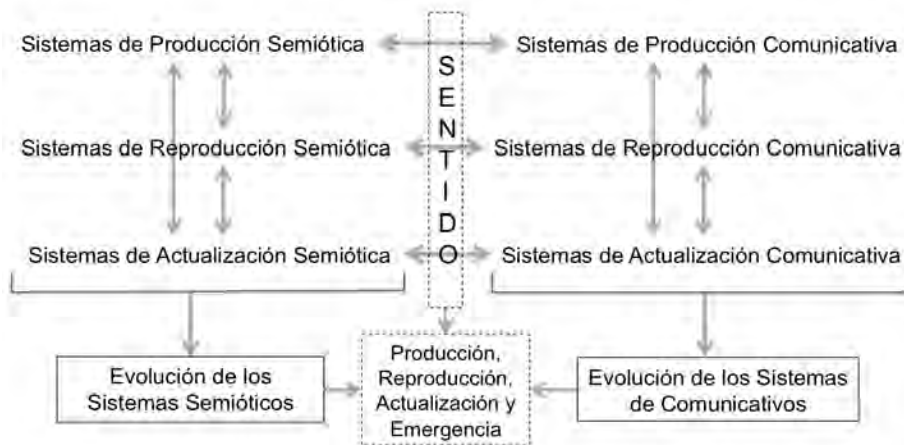 Sistemas de Producción Semiótica
Sistemas de Producción Comunicativa
SENTIDO
Sistemas de Reproducción Semiótica
Sistemas de Reproducción Comunicativa
Sistemas de Actualización Semiótica
Sistemas de Actualización Comunicativa
Evolución de los
Sistemas Semióticos
Producción,
Reproducción,
Actualización y
Emergencia
Evolución de los Sistemas
de Comunicativos